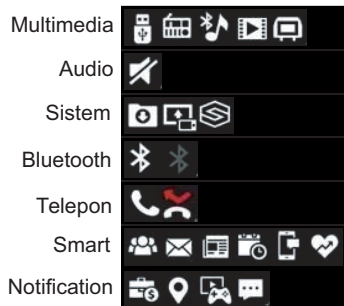 Multimedia
Audio
Sistem
Bluetooth
Telepon
Smart
Notification